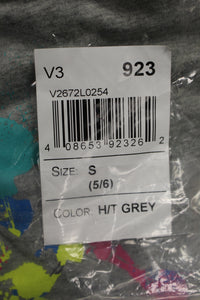 V3 923
V2672L0254
4 08653 92326 2
SIZE: S
(5/6)
COLOR: H/T GREY